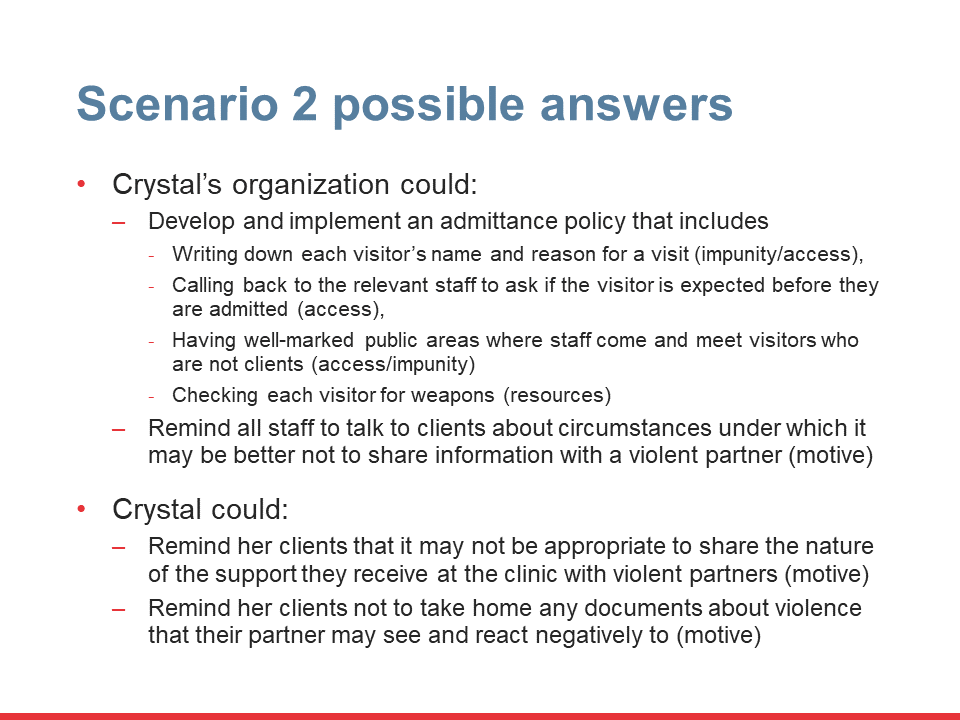 Scenario 2 possible answers
• Crystal’s organization could:
– Develop and implement an admittance policy that includes
- Writing down each visitor’s name and reason for a visit (impunity/access),
- Calling back to the relevant staff to ask if the visitor is expected before they
are admitted (access),
- Having well-marked public areas where staff come and meet visitors who
are not clients (access/impunity)
- Checking each visitor for weapons (resources)
– Remind all staff to talk to clients about circumstances under which it
may be better not to share information with a violent partner (motive)
• Crystal could:
– Remind her clients that it may not be appropriate to share the nature
of the support they receive at the clinic with violent partners (motive)
– Remind her clients not to take home any documents about violence
that their partner may see and react negatively to (motive)